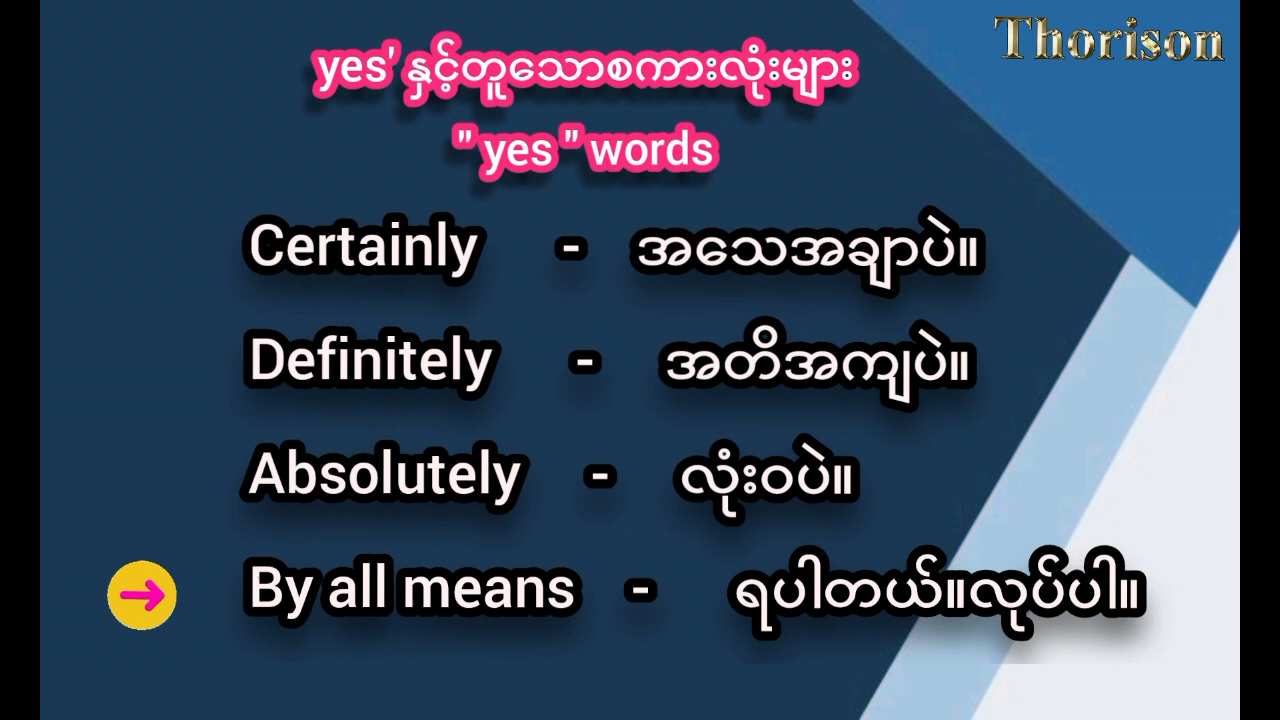 Thorison
yes' နှင့်တူသောစကားလုံးများ
" yes " words
Certainly - အသေအချာပဲ။
Definitely - အတိအကျပဲ။
Absolutely - လုံးဝပဲ။
By all means - ရပါတယ်။လုပ်ပါ။